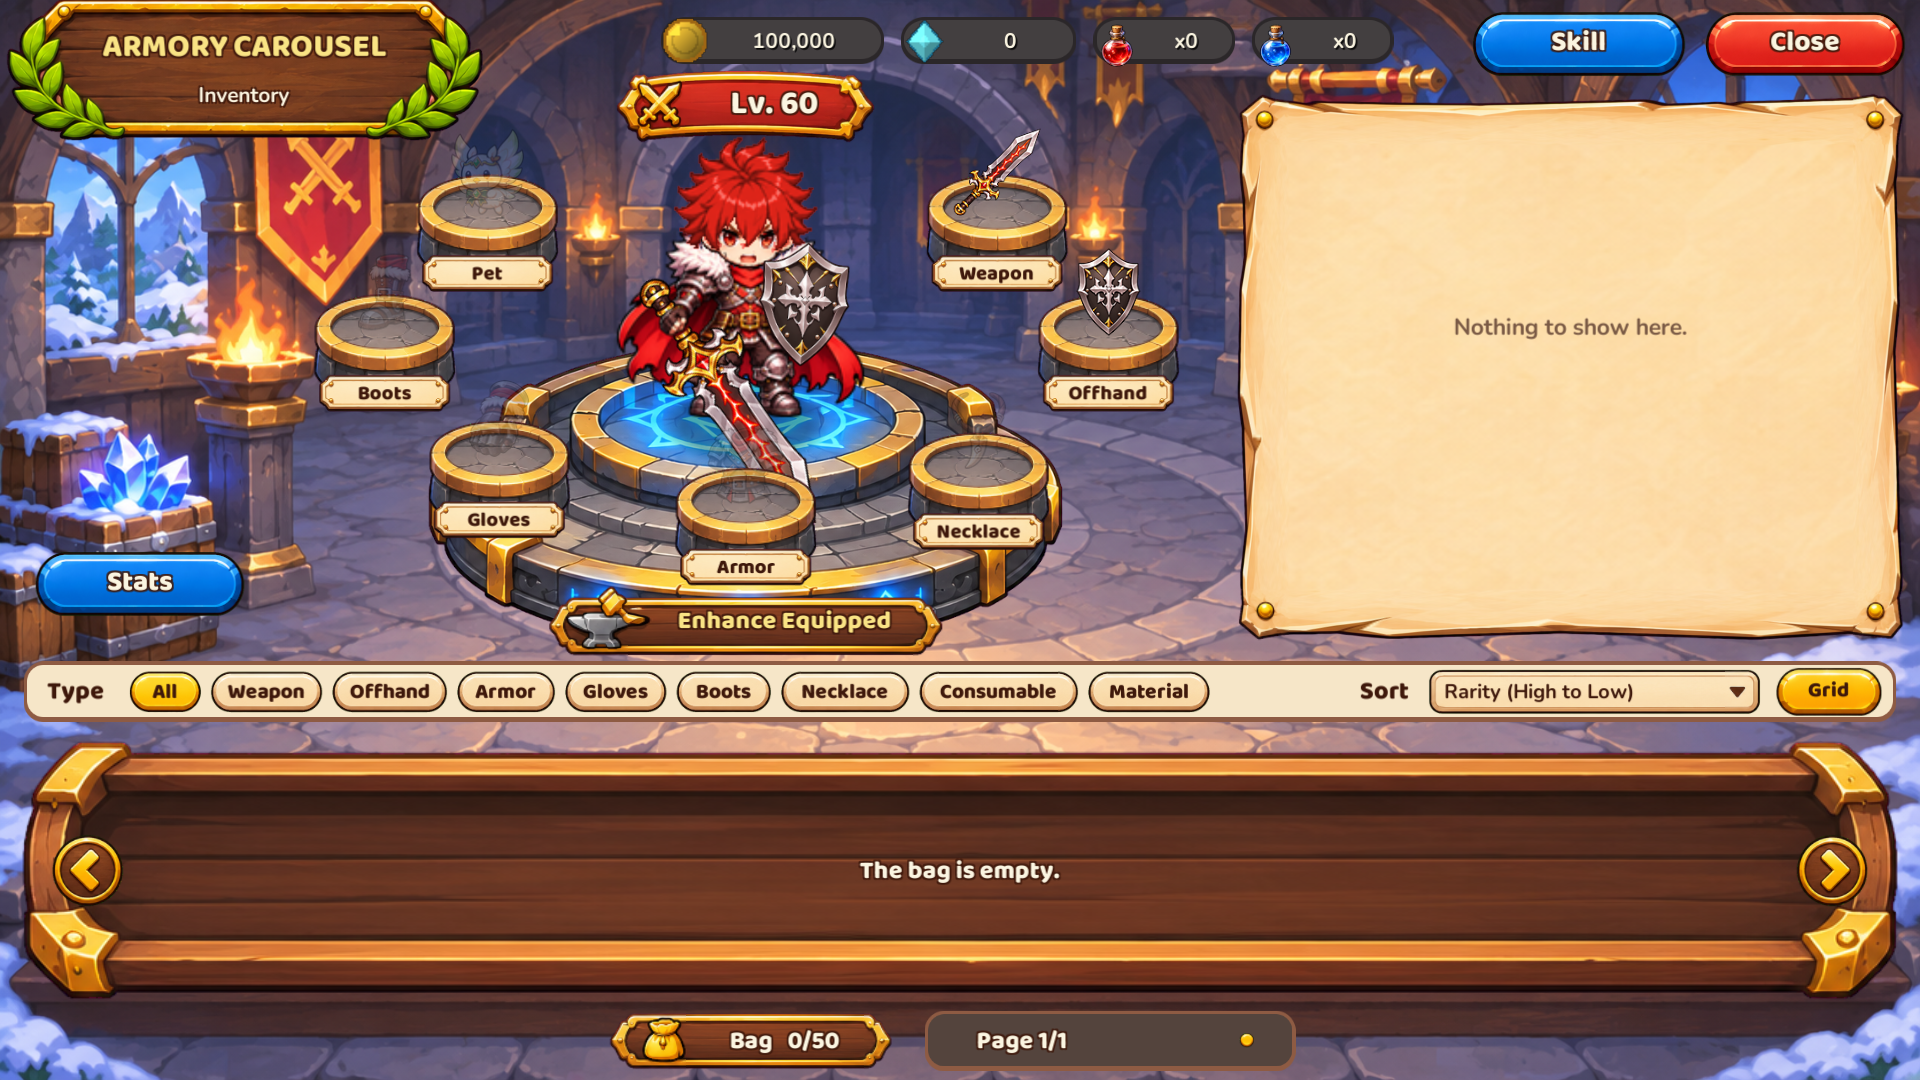 ARMORY CAROUSEL
Inventory
100,000
0
x0
x0
Skill
Close
Lv. 60
Pet
Weapon
Boots
Offhand
Gloves
Necklace
Armor
Nothing to show here.
Stats
Enhance Equipped
Type
All
Weapon
Offhand
Armor
Gloves
Boots
Necklace
Consumable
Material
Sort
Rarity (High to Low)
Grid
The bag is empty.
Bag 0/50
Page 1/1